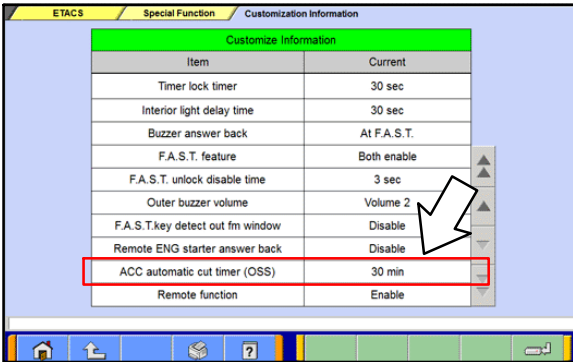 ETACS Special Function Customization Information
Customize Information
Item Current
Timer lock timer 30 sec
Interior light delay time 30 sec
Buzzer answer back At F.A.S.T.
F.A.S.T. feature Both enable
F.A.S.T. unlock disable time 3 sec
Outer buzzer volume Volume 2
F.A.S.T.key detect out fm window Disable
Remote ENG starter answer back Disable
ACC automatic cut timer (OSS) 30 min
Remote function Enable
?